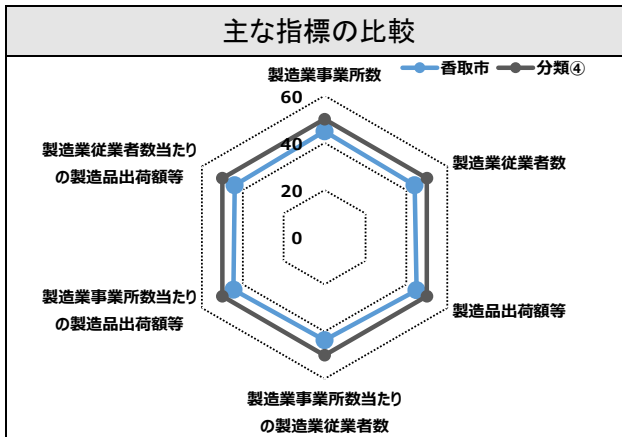 主な指標の比較
製造業事業所数
香取市
分類④
60
40
20
0
製造業従業者数当たり
の製造品出荷額等
製造業従業者数
製造業事業所数当たり
の製造品出荷額等
製造品出荷額等
製造業事業所数当たり
の製造業従業者数